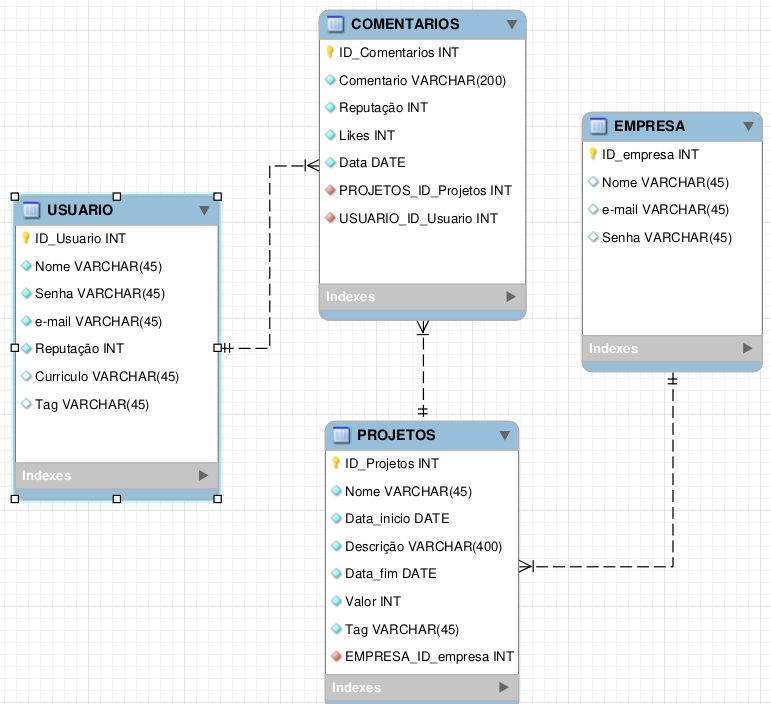 COMENTARIOS
ID_Comentarios INT
Comentario VARCHAR(200)
Reputação INT
Likes INT
Data DATE
PROJETOS_ID_Projetos INT
USUARIO_ID_Usuario INT
Indexes
EMPRESA
ID_empresa INT
Nome VARCHAR(45)
e-mail VARCHAR(45)
Senha VARCHAR(45)
Indexes
USUARIO
ID_Usuario INT
Nome VARCHAR(45)
Senha VARCHAR(45)
e-mail VARCHAR(45)
Reputação INT
Curriculo VARCHAR(45)
Tag VARCHAR(45)
Indexes
PROJETOS
ID_Projetos INT
Nome VARCHAR(45)
Data_inicio DATE
Descrição VARCHAR(400)
Data_fim DATE
Valor INT
Tag VARCHAR(45)
EMPRESA_ID_empresa INT
Indexes